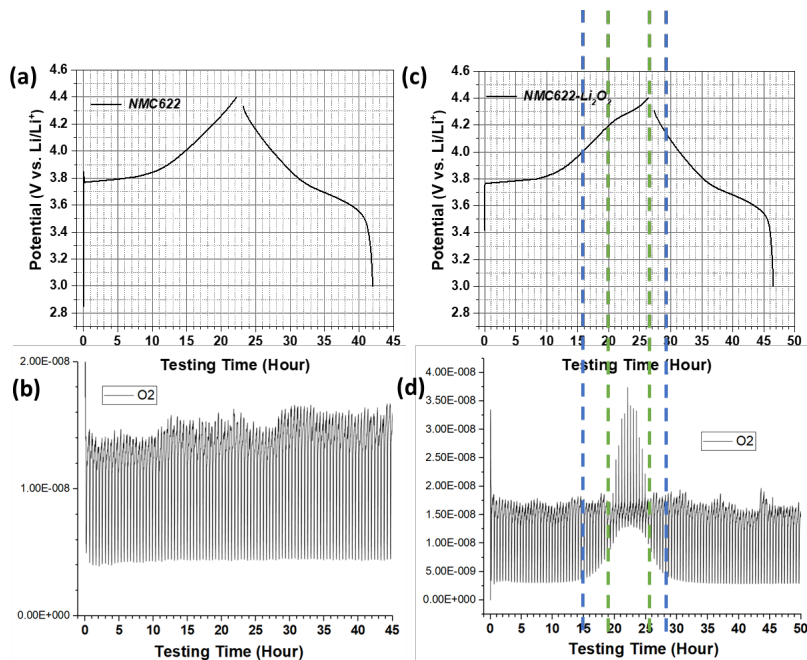 (a)
4.6
4.4
4.2
4.0
3.8
3.6
3.4
3.2
3.0
2.8
Potential (V vs. Li/Li⁺)
NMC622
0 5 10 15 20 25 30 35 40 45
Testing Time (Hour)
(c)
4.6
4.4
4.2
4.0
3.8
3.6
3.4
3.2
3.0
2.8
Potential (V vs. Li/Li⁺)
NMC622-Li₂O₂
0 5 10 15 20 25 30 35 40 45 50
Testing Time (Hour)
(b)
2.00E-008
1.00E-008
0.00E+000
O2
0 5 10 15 20 25 30 35 40 45
Testing Time (Hour)
(d)
4.00E-008
3.50E-008
3.00E-008
2.50E-008
2.00E-008
1.50E-008
1.00E-008
5.00E-009
0.00E+000
O2
0 5 10 15 20 25 30 35 40 45 50
Testing Time (Hour)